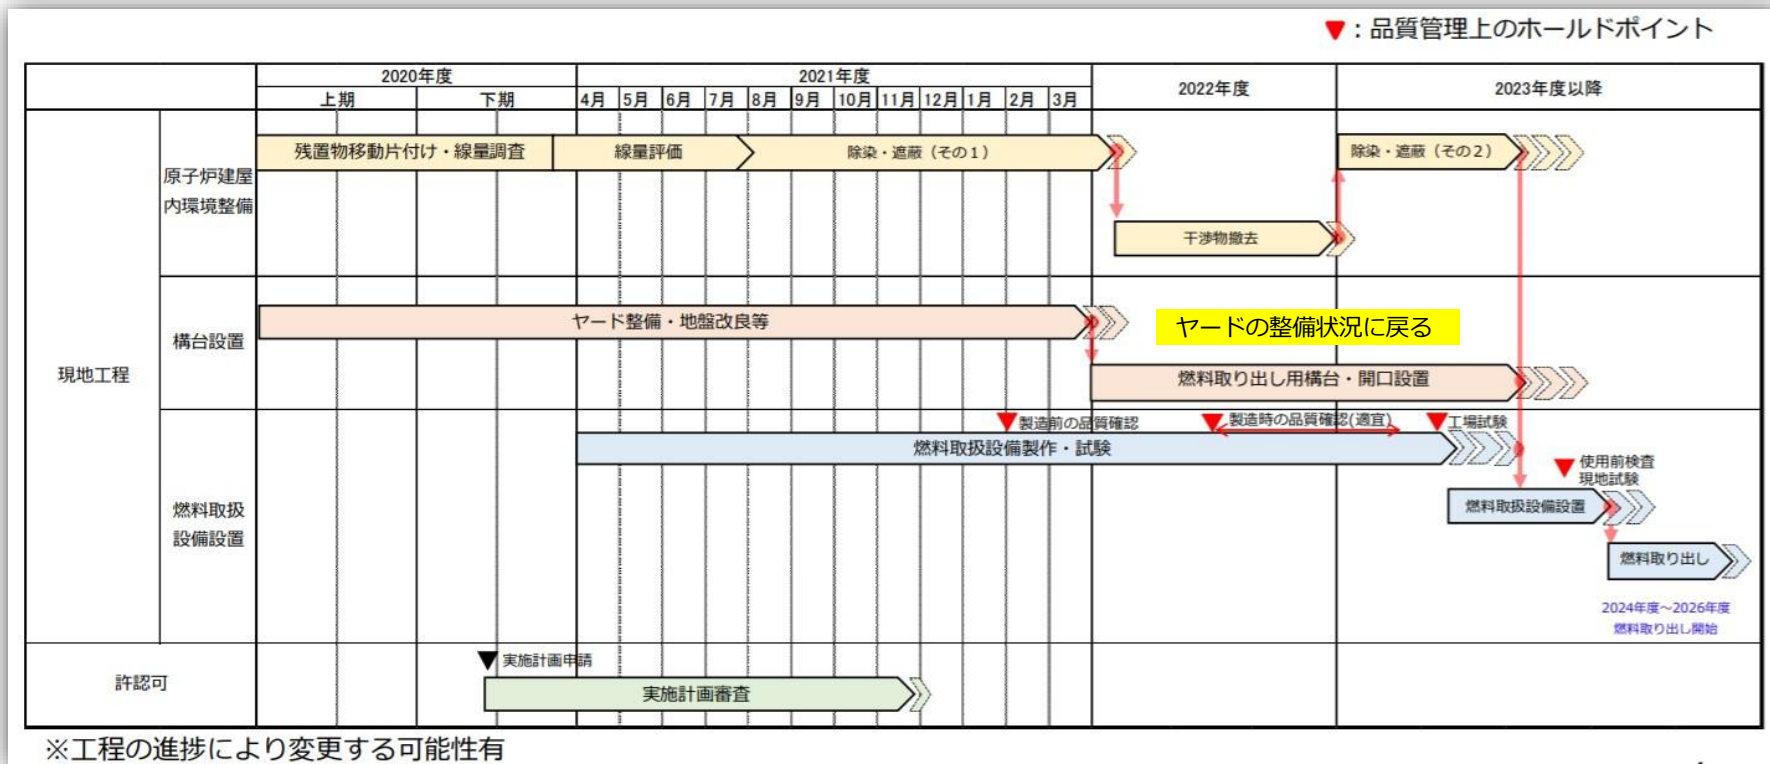 ▼：品質管理上のホールドポイント
2020年度
2021年度
2022年度
2023年度以降
上期
下期
4月
5月
6月
7月
8月
9月
10月
11月
12月
1月
2月
3月
現地工程
原子炉建屋
内環境整備
残置物移動片付け・線量調査
線量評価
除染・遮蔽（その１）
除染・遮蔽（その２）
干渉物撤去
構台設置
ヤード整備・地盤改良等
ヤードの整備状況に戻る
燃料取り出し用構台・開口設置
燃料取扱
設備設置
製造前の品質確認
製造時の品質確認(適宜)
工場試験
燃料取扱設備製作・試験
使用前検査
現地試験
燃料取扱設備設置
燃料取り出し
2024年度～2026年度
燃料取り出し開始
許認可
実施計画申請
実施計画審査
※工程の進捗により変更する可能性有